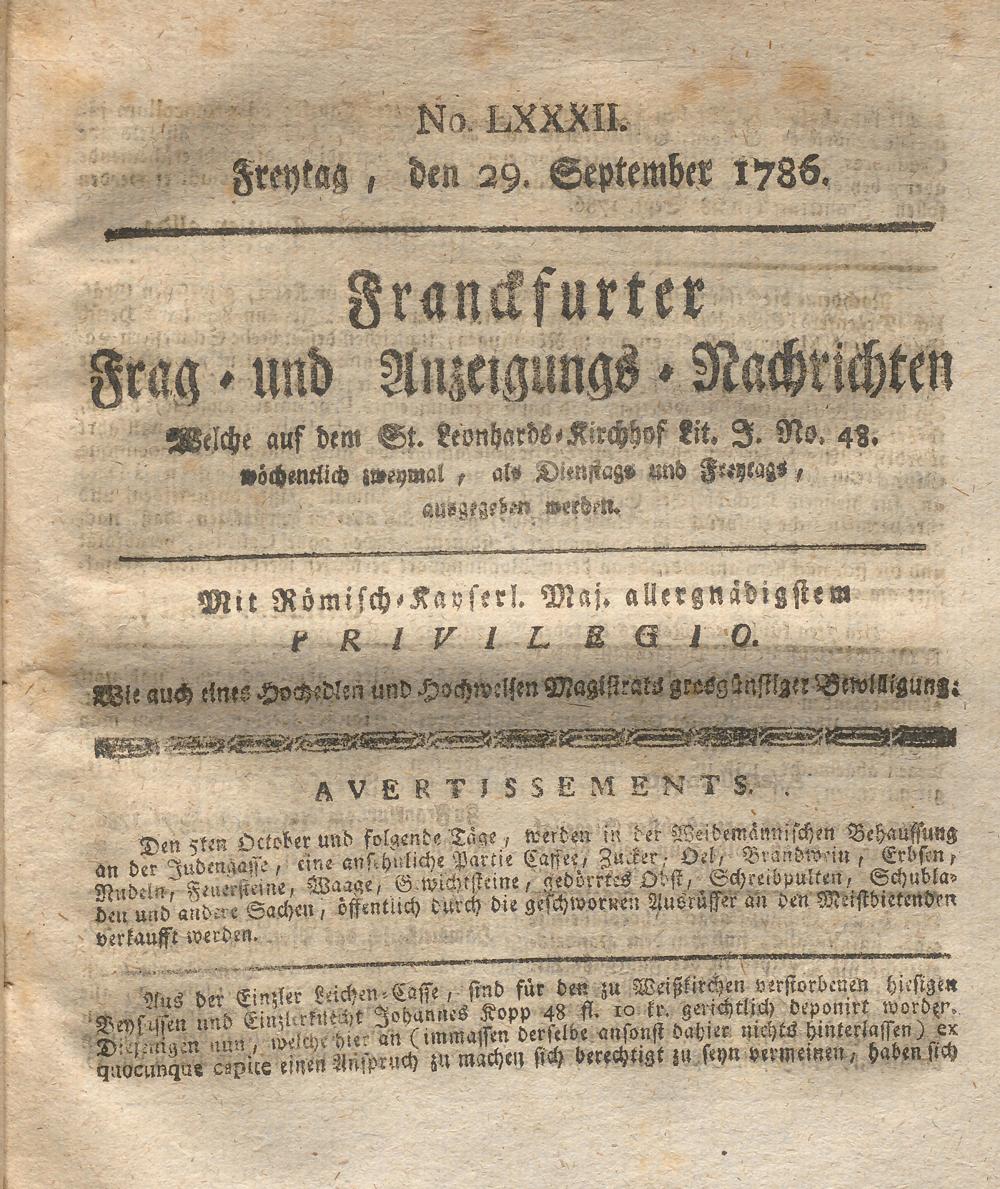 No. LXXXII.
Freytag, den 29. September 1786.
Franckfurter
Frag- und Anzeigungs-Nachrichten
Welche auf dem St. Leonhards-Kirchhof Lit. J. No. 48.
wöchentlich zweymal, als Dienstags und Freytags,
ausgegeben werden.
Mit Römisch-Kayserl. Maj. allergnädigstem
PRIVILEGIO.
Wie auch eines Hochedlen und Hochweisen Magistrats grosgünstiger Bewilligung:
AVERTISSEMENTS.
Den 5ten October und folgende Täge, werden in der Weidemännischen Behaussung
an der Judengasse, eine ansehnliche Partie Caffee, Zucker, Oel, Brandwein, Erbsen,
Nudeln, Feuersteine, Waage, Gewichtsteine, gedörrtes Obst, Schreibpulten, Schubla-
den und andere Sachen, öffentlich durch die geschwornen Ausrüffer an den Meistbietenden
verkaufft werden.
Aus der Einzler Leichen-Casse, sind für den zu Weißkirchen verstorbenen hiesigen
Beysassen und Einzlerknecht Johannes Kopp 48 fl. 10 kr. gerichtlich deponirt worden.
Diejenigen nun, welche hier an (immassen derselbe ansonst dahier nichts hinterlassen) ex
quocunque capite einen Anspruch zu machen sich berechtigt zu seyn vermeinen, haben sich